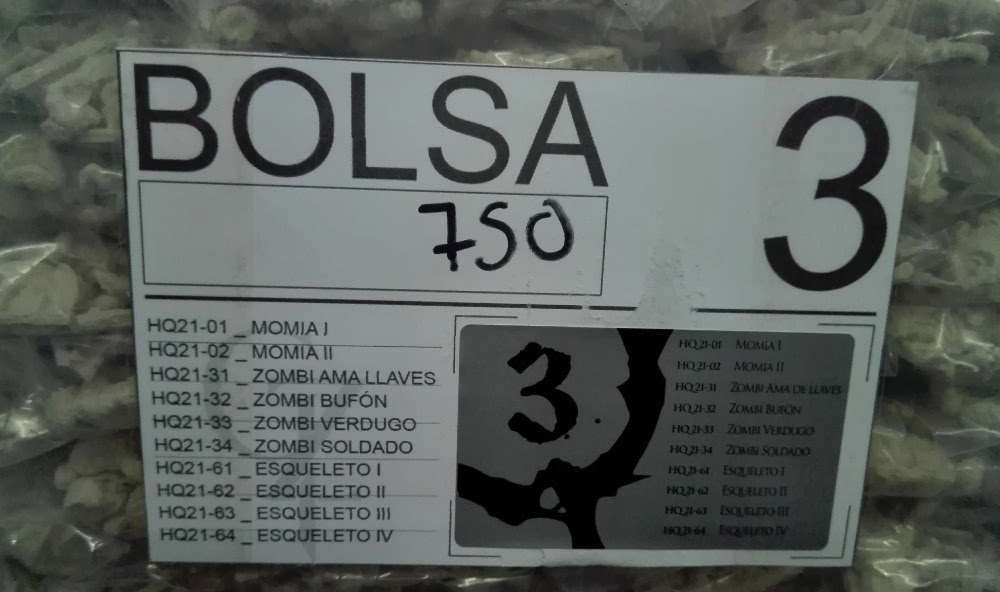 BOLSA 3
750
HQ21-01 _ MOMIA I
HQ21-02 _ MOMIA II
HQ21-31 _ ZOMBI AMA LLAVES
HQ21-32 _ ZOMBI BUFÓN
HQ21-33 _ ZOMBI VERDUGO
HQ21-34 _ ZOMBI SOLDADO
HQ21-61 _ ESQUELETO I
HQ21-62 _ ESQUELETO II
HQ21-63 _ ESQUELETO III
HQ21-64 _ ESQUELETO IV
3
HQ21-01 MOMIA I
HQ21-02 MOMIA II
HQ21-31 ZOMBI AMA DE LLAVES
HQ21-32 ZOMBI BUFÓN
HQ21-33 ZOMBI VERDUGO
HQ21-34 ZOMBI SOLDADO
HQ21-61 ESQUELETO I
HQ21-62 ESQUELETO II
HQ21-63 ESQUELETO III
HQ21-64 ESQUELETO IV